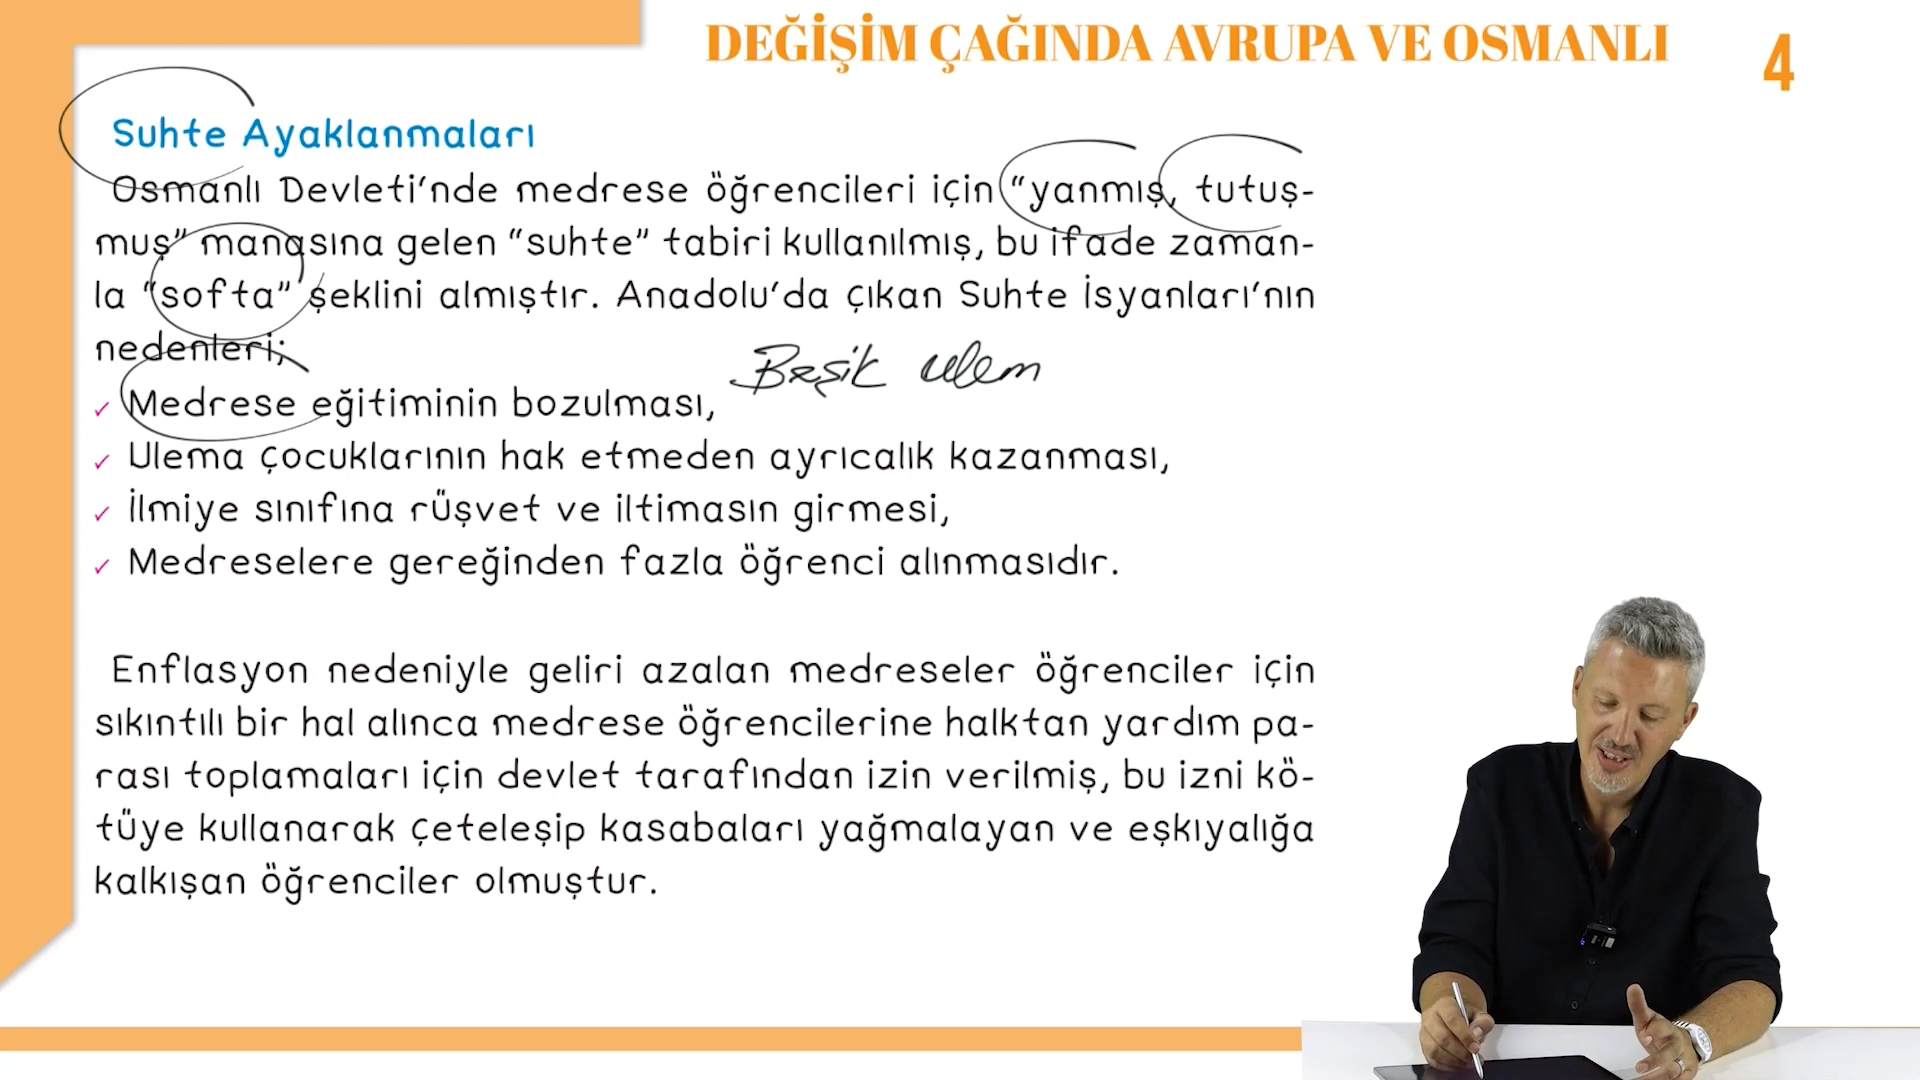 DEĞİŞİM ÇAĞINDA AVRUPA VE OSMANLI
4
Suhte Ayaklanmaları
Osmanlı Devleti’nde medrese öğrencileri için “yanmış, tutuş-
muş” manasına gelen “suhte” tabiri kullanılmış, bu ifade zaman-
la “softa” şeklini almıştır. Anadolu’da çıkan Suhte İsyanları’nın
nedenleri;
Beşik ulem
✓ Medrese eğitiminin bozulması,
✓ Ulema çocuklarının hak etmeden ayrıcalık kazanması,
✓ İlmiye sınıfına rüşvet ve iltimasın girmesi,
✓ Medreselere gereğinden fazla öğrenci alınmasıdır.
Enflasyon nedeniyle geliri azalan medreseler öğrenciler için
sıkıntılı bir hal alınca medrese öğrencilerine halktan yardım pa-
rası toplamaları için devlet tarafından izin verilmiş, bu izni kö-
tüye kullanarak çeteleşip kasabaları yağmalayan ve eşkıyalığa
kalkışan öğrenciler olmuştur.